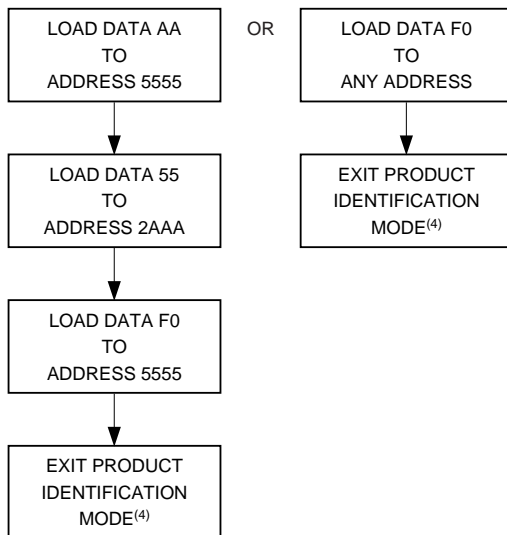 LOAD DATA AA
TO
ADDRESS 5555
LOAD DATA 55
TO
ADDRESS 2AAA
LOAD DATA F0
TO
ADDRESS 5555
EXIT PRODUCT
IDENTIFICATION
MODE(4)
OR
LOAD DATA F0
TO
ANY ADDRESS
EXIT PRODUCT
IDENTIFICATION
MODE(4)